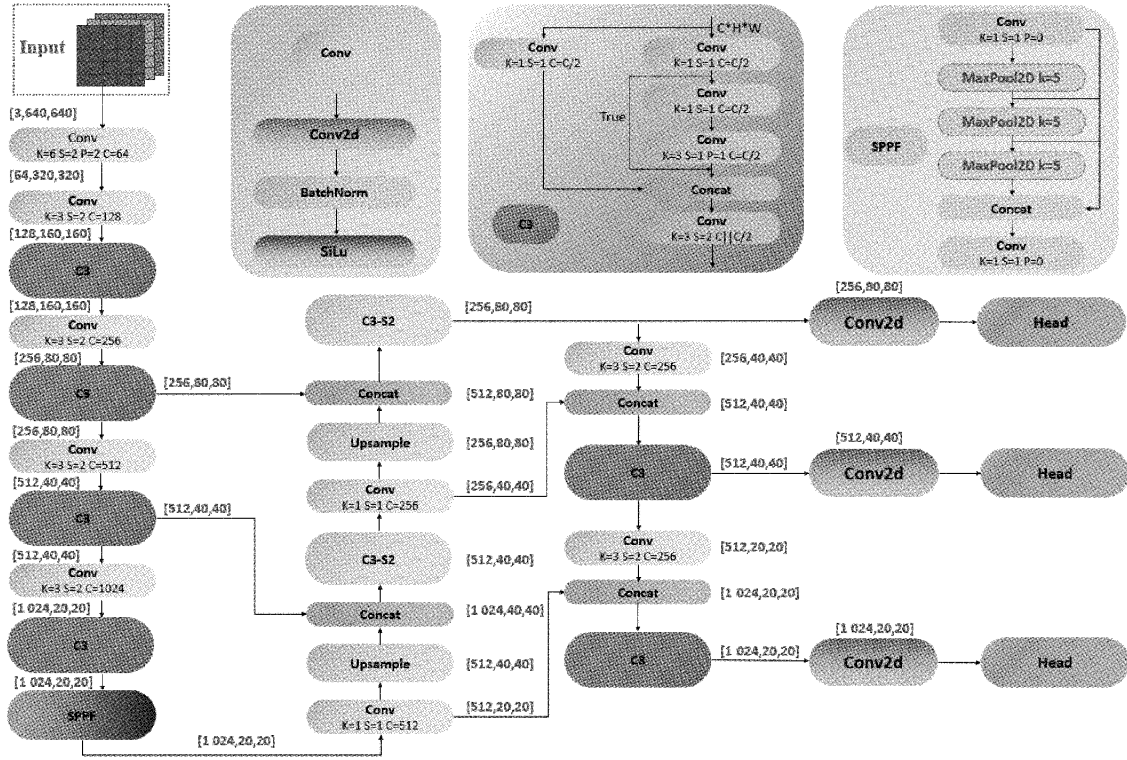 Input
[3,640,640]
Conv
K=6 S=2 P=2 C=64
[64,320,320]
Conv
K=3 S=2 C=128
[128,160,160]
C3
[128,160,160]
Conv
K=3 S=2 C=256
[256,80,80]
C3
[256,80,80]
[256,80,80]
Conv
K=3 S=2 C=512
[512,40,40]
C3
[512,40,40]
[512,40,40]
Conv
K=3 S=2 C=1024
[1 024,20,20]
C3
[1 024,20,20]
SPPF
[1 024,20,20]
Conv
Conv2d
BatchNorm
SiLu
C*H*W
Conv
K=1 S=1 C=C/2
Conv
K=1 S=1 C=C/2
Conv
K=1 S=1 C=C/2
True
Conv
K=3 S=1 P=1 C=C/2
Concat
C3
Conv
K=3 S=2 C||C/2
Conv
K=1 S=1 P=0
MaxPool2D k=5
MaxPool2D k=5
SPPF
MaxPool2D k=5
Concat
Conv
K=1 S=1 P=0
C3-S2
[256,80,80]
Concat
[512,80,80]
Upsample
[256,80,80]
Conv
K=1 S=1 C=256
[256,40,40]
C3-S2
[512,40,40]
Concat
[1 024,40,40]
Upsample
[512,40,40]
Conv
K=1 S=1 C=512
[512,20,20]
Conv
K=3 S=2 C=256
[256,40,40]
Concat
[512,40,40]
C3
[512,40,40]
Conv
K=3 S=2 C=256
[512,20,20]
Concat
[1 024,20,20]
C3
[1 024,20,20]
[256,80,80]
Conv2d
Head
[512,40,40]
Conv2d
Head
[1 024,20,20]
Conv2d
Head